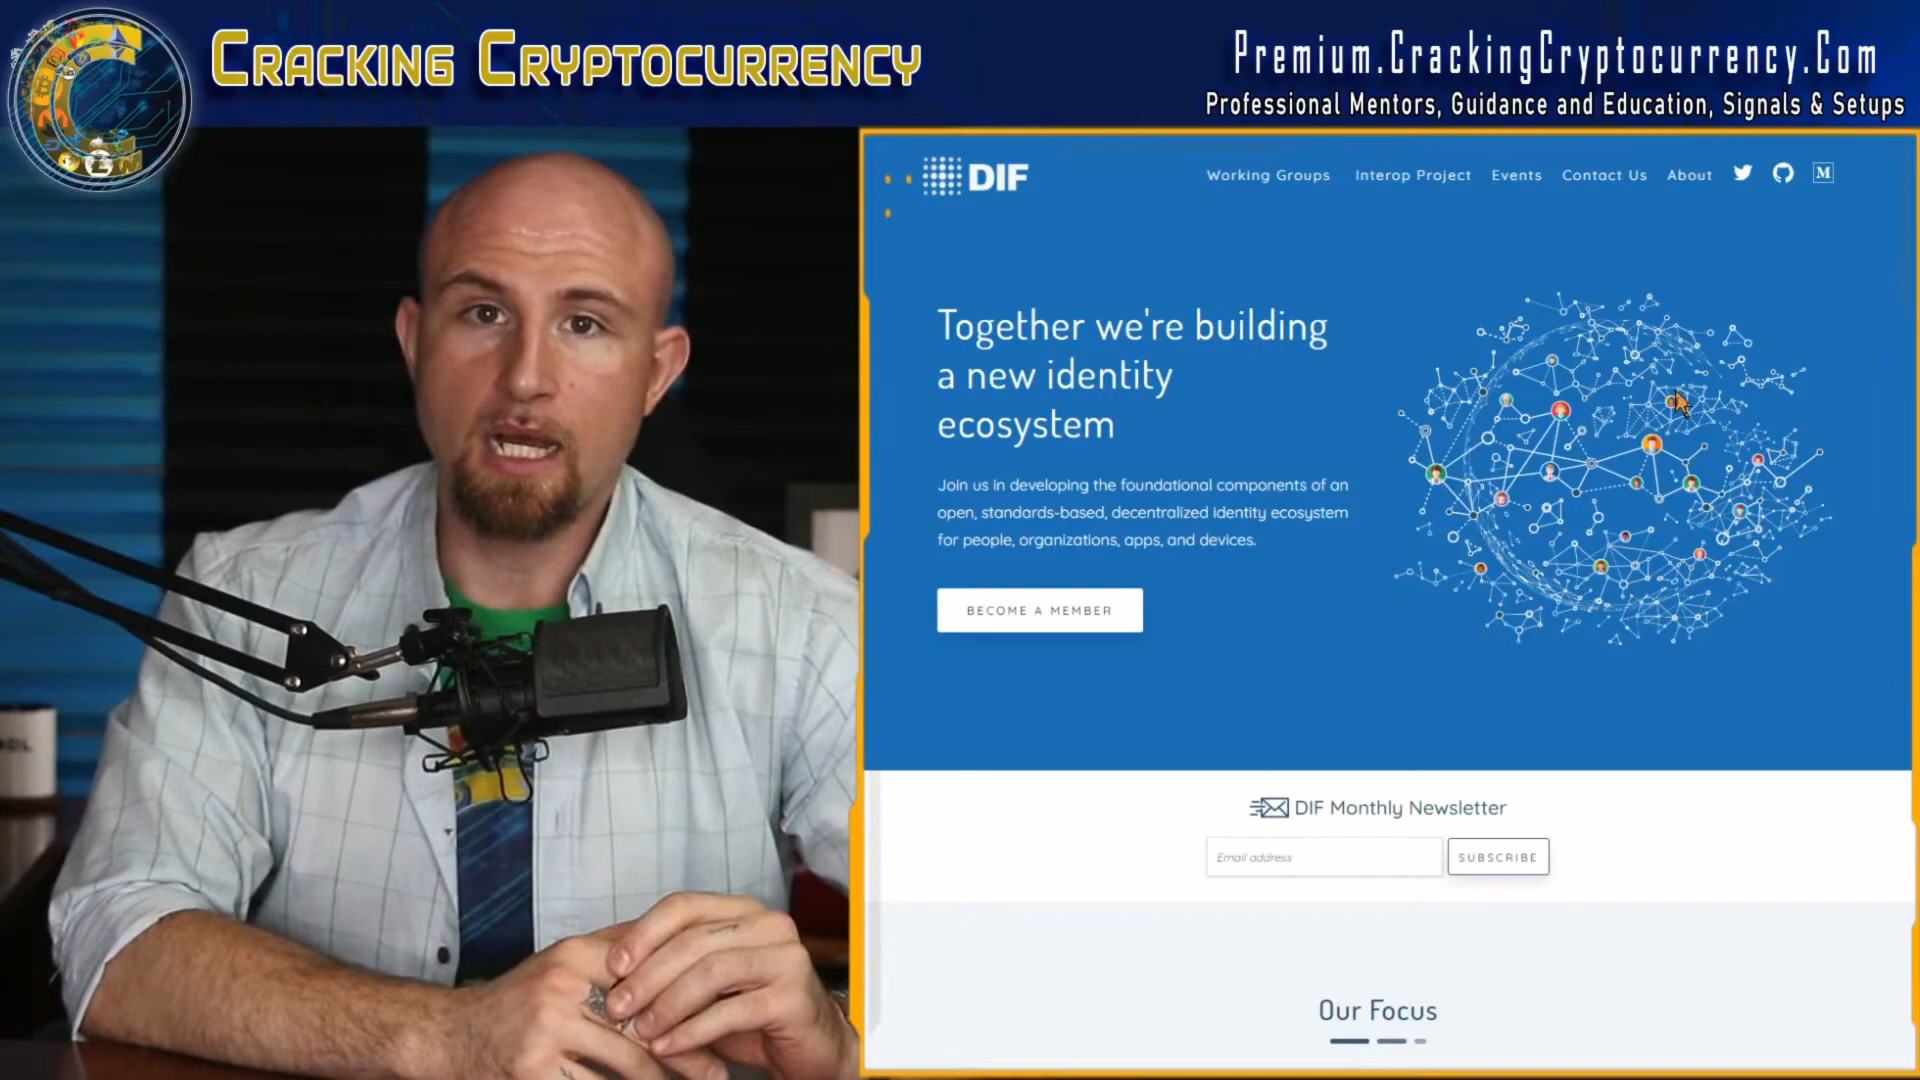 Cracking Cryptocurrency
Premium.CrackingCryptocurrency.Com
Professional Mentors, Guidance and Education, Signals & Setups
DIF
Working Groups Interop Project Events Contact Us About
M
Together we're building
a new identity
ecosystem
Join us in developing the foundational components of an
open, standards-based, decentralized identity ecosystem
for people, organizations, apps, and devices.
BECOME A MEMBER
DIF Monthly Newsletter
Email address
SUBSCRIBE
Our Focus